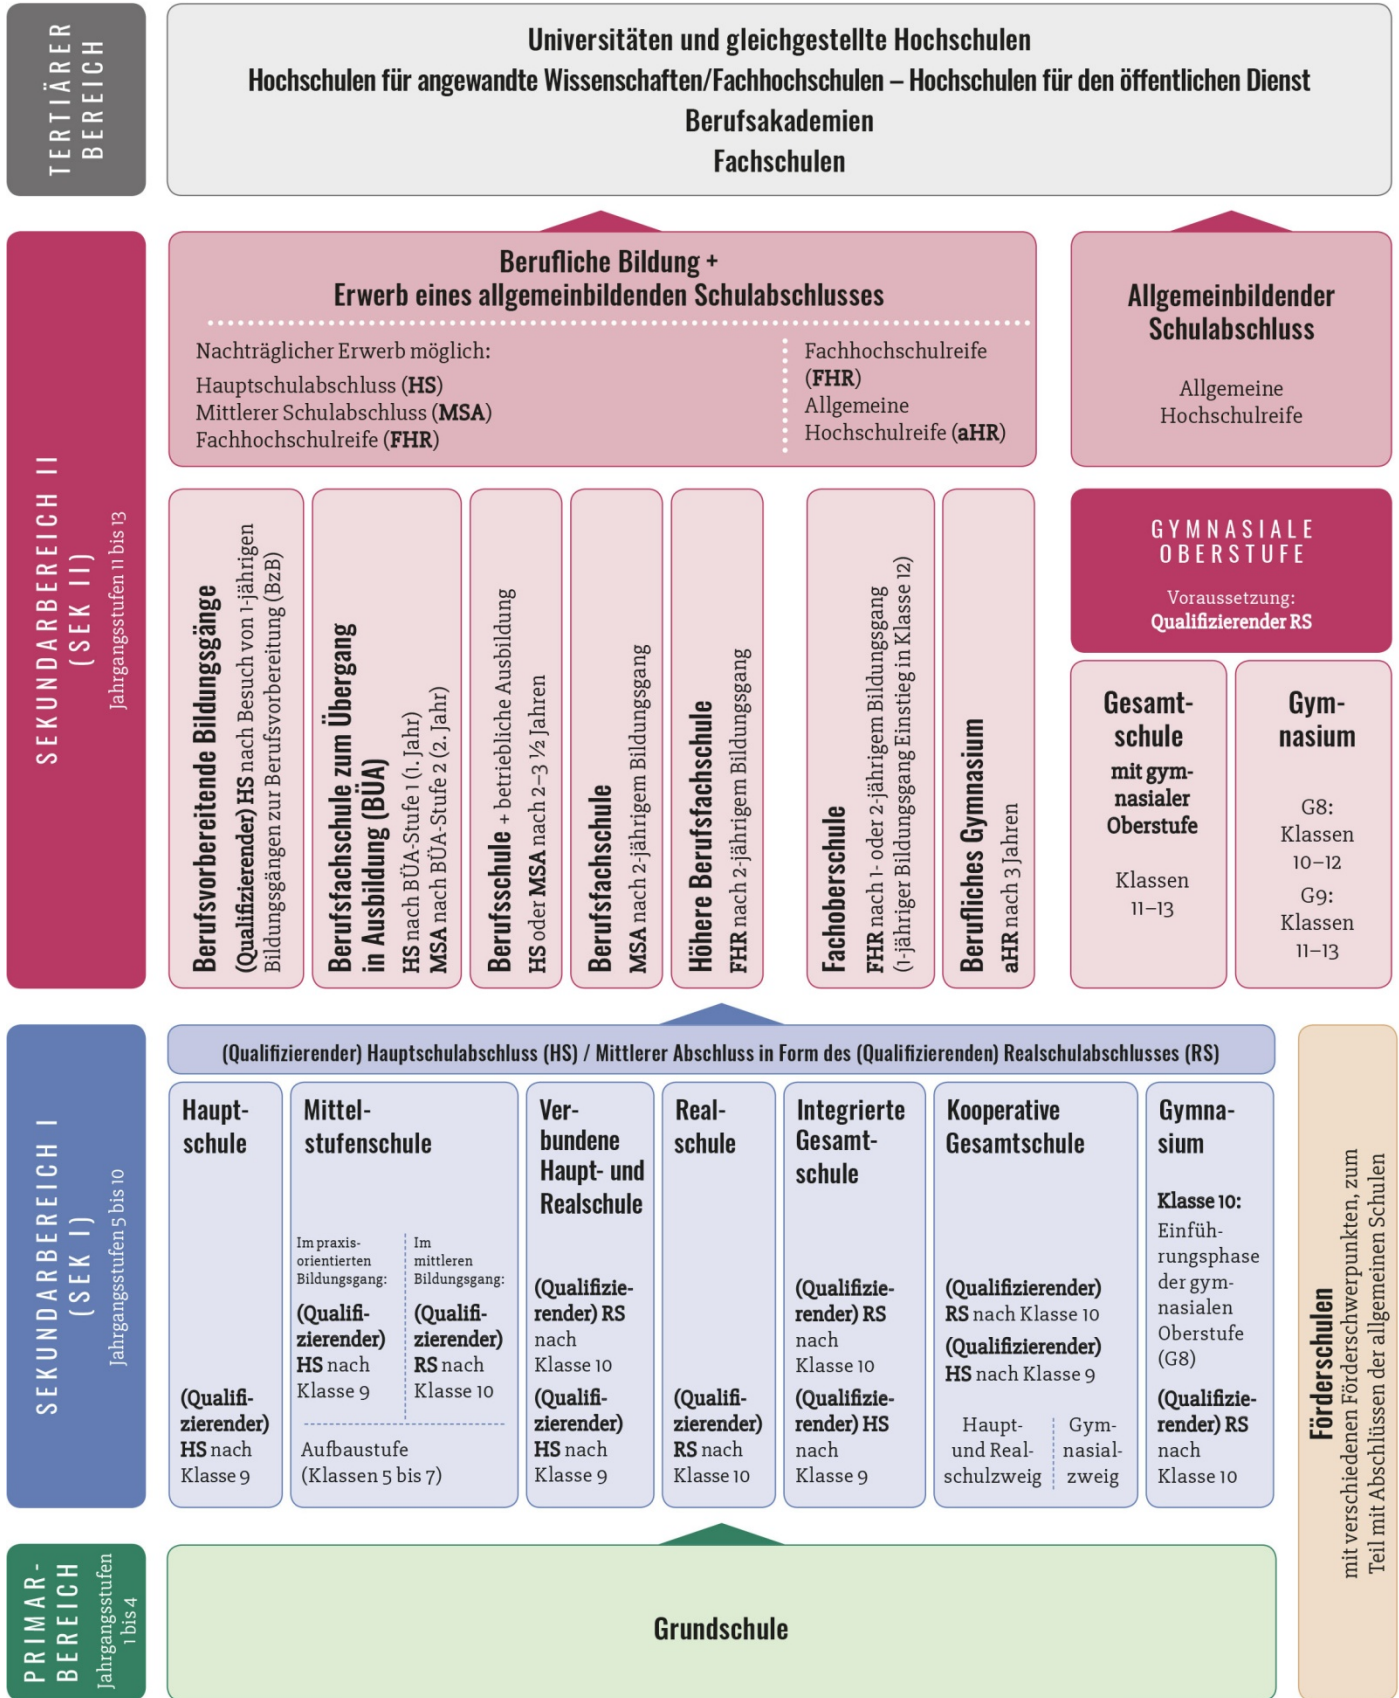 TERTIÄRER
BEREICH
Universitäten und gleichgestellte Hochschulen
Hochschulen für angewandte Wissenschaften/Fachhochschulen – Hochschulen für den öffentlichen Dienst
Berufsakademien
Fachschulen
SEKUNDARBEREICH II
(SEK II)
Jahrgangsstufen 11 bis 13
Berufliche Bildung +
Erwerb eines allgemeinbildenden Schulabschlusses
Nachträglicher Erwerb möglich:
Hauptschulabschluss (HS)
Mittlerer Schulabschluss (MSA)
Fachhochschulreife (FHR)
Fachhochschulreife
(FHR)
Allgemeine
Hochschulreife (aHR)
Allgemeinbildender
Schulabschluss
Allgemeine
Hochschulreife
Berufsvorbereitende Bildungsgänge
(Qualifizierender) HS nach Besuch von 1-jährigen
Bildungsgängen zur Berufsvorbereitung (BzB)
Berufsfachschule zum Übergang
in Ausbildung (BÜA)
HS nach BÜA-Stufe 1 (1. Jahr)
MSA nach BÜA-Stufe 2 (2. Jahr)
Berufsschule + betriebliche Ausbildung
HS oder MSA nach 2–3 ½ Jahren
Berufsfachschule
MSA nach 2-jährigem Bildungsgang
Höhere Berufsfachschule
FHR nach 2-jährigem Bildungsgang
Fachoberschule
FHR nach 1- oder 2-jährigem Bildungsgang
(1-jähriger Bildungsgang Einstieg in Klasse 12)
Berufliches Gymnasium
aHR nach 3 Jahren
GYMNASIALE
OBERSTUFE
Voraussetzung:
Qualifizierender RS
Gesamt-
schule
mit gym-
nasialer
Oberstufe
Klassen
11–13
Gym-
nasium
G8:
Klassen
10–12
G9:
Klassen
11–13
SEKUNDARBEREICH I
(SEK I)
Jahrgangsstufen 5 bis 10
(Qualifizierender) Hauptschulabschluss (HS) / Mittlerer Abschluss in Form des (Qualifizierenden) Realschulabschlusses (RS)
Haupt-
schule
(Qualifi-
zierender)
HS nach
Klasse 9
Mittel-
stufenschule
Im praxis-
orientierten
Bildungsgang:
(Qualifi-
zierender)
HS nach
Klasse 9
Im
mittleren
Bildungsgang:
(Qualifi-
zierender)
RS nach
Klasse 10
Aufbaustufe
(Klassen 5 bis 7)
Ver-
bundene
Haupt- und
Realschule
(Qualifizie-
render) RS
nach
Klasse 10
(Qualifi-
zierender)
HS nach
Klasse 9
Real-
schule
(Qualifi-
zierender)
RS nach
Klasse 10
Integrierte
Gesamt-
schule
(Qualifizie-
render) RS
nach
Klasse 10
(Qualifizie-
render) HS
nach
Klasse 9
Kooperative
Gesamtschule
(Qualifizierender)
RS nach Klasse 10
(Qualifizierender)
HS nach Klasse 9
Haupt-
und Real-
schulzweig
Gym-
nasial-
zweig
Gymna-
sium
Klasse 10:
Einfüh-
rungsphase
der gym-
nasialen
Oberstufe
(G8)
(Qualifizie-
render) RS
nach
Klasse 10
Förderschulen
mit verschiedenen Förderschwerpunkten, zum
Teil mit Abschlüssen der allgemeinen Schulen
PRIMAR-
BEREICH
Jahrgangsstufen
1 bis 4
Grundschule